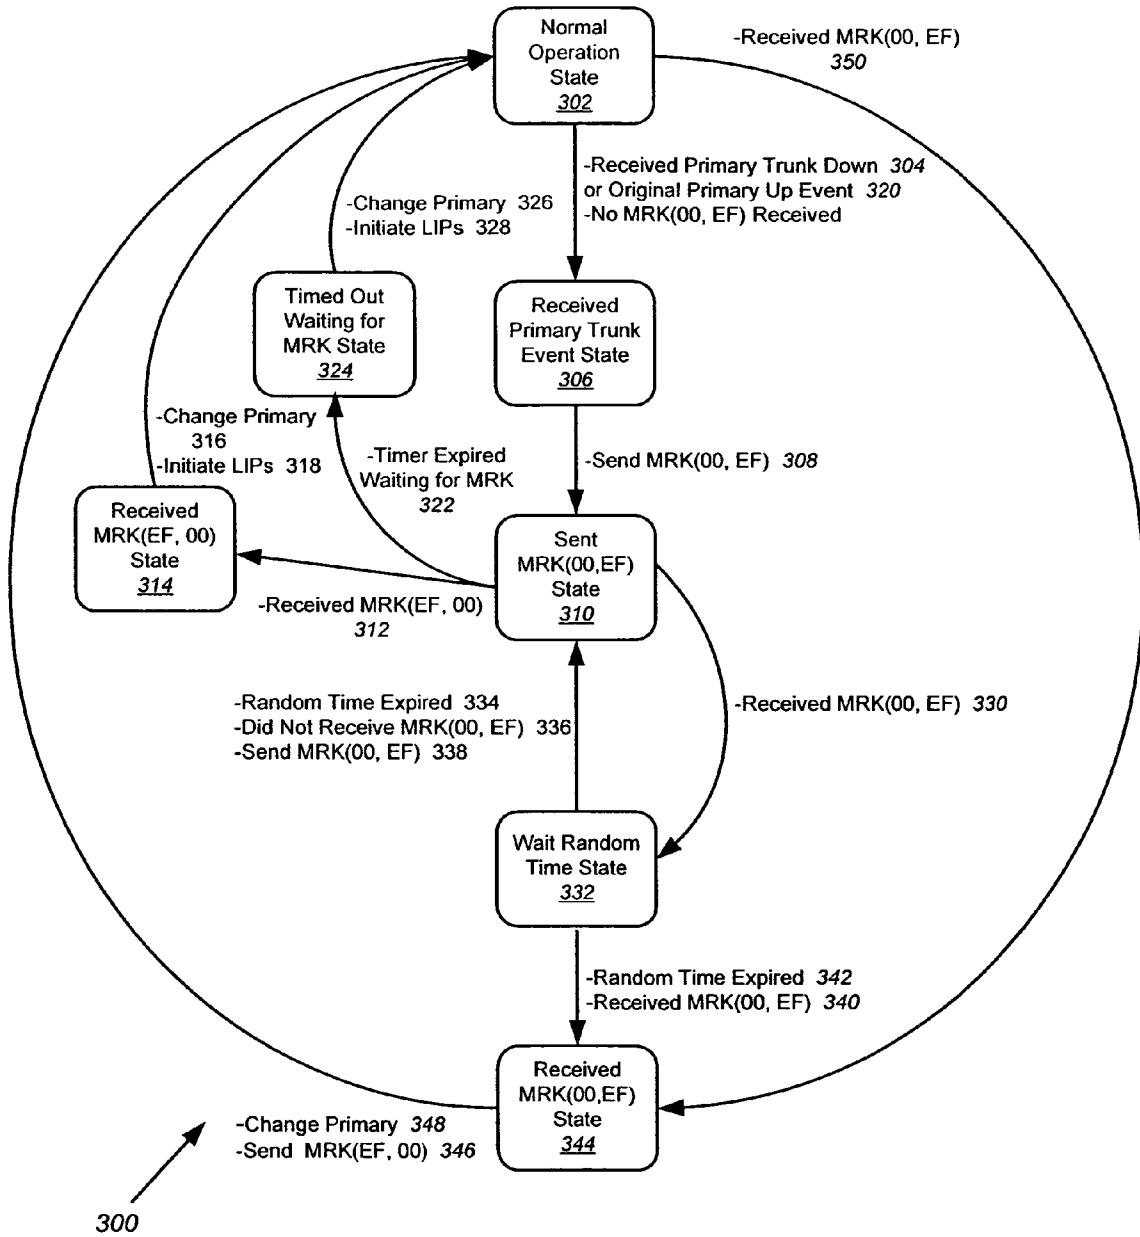 Normal
Operation
State
302
-Received MRK(00, EF)
350
-Received Primary Trunk Down 304
or Original Primary Up Event 320
-No MRK(00, EF) Received
-Change Primary 326
-Initiate LIPs 328
Timed Out
Waiting for
MRK State
324
Received
Primary Trunk
Event State
306
-Change Primary
316
-Initiate LIPs 318
-Timer Expired
Waiting for MRK
322
-Send MRK(00, EF) 308
Received
MRK(EF, 00)
State
314
Sent
MRK(00,EF)
State
310
-Received MRK(EF, 00)
312
-Random Time Expired 334
-Did Not Receive MRK(00, EF) 336
-Send MRK(00, EF) 338
-Received MRK(00, EF) 330
Wait Random
Time State
332
-Random Time Expired 342
-Received MRK(00, EF) 340
Received
MRK(00,EF)
State
344
-Change Primary 348
-Send MRK(EF, 00) 346
300